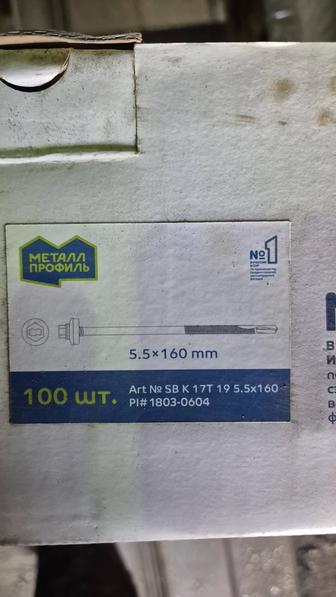 МЕТАЛЛ
ПРОФИЛЬ
№1
5.5×160 mm
100 шт.
Art № SB K 17T 19 5.5x160
PI# 1803-0604